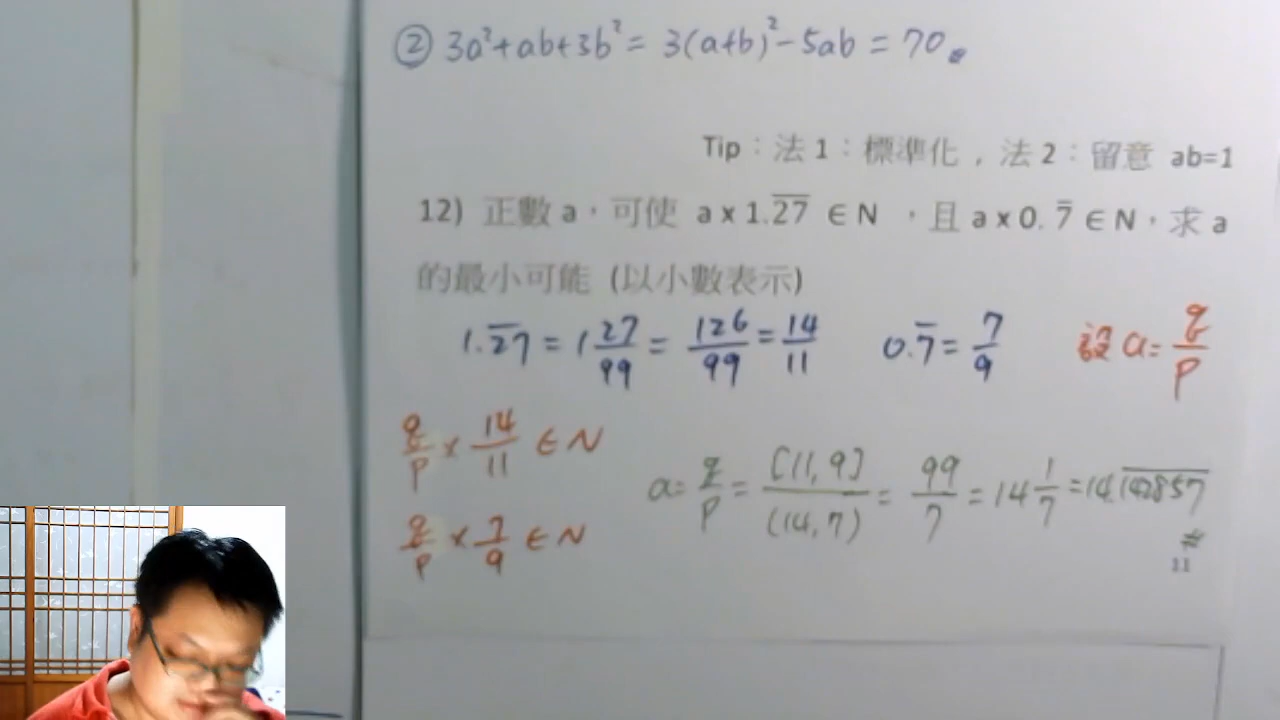 ② 3a²+ab+3b² = 3(a+b)²-5ab = 70
Tip：法 1：標準化，法 2：留意 ab=1
12) 正數 a，可使 a x 1.2̅7̅ ∈ N ，且 a x 0.7̅ ∈ N，求 a
的最小可能 (以小數表示)
1.2̅7̅ = 1 27/99 = 126/99 = 14/11 0.7̅ = 7/9 設 a = q/p
q/p × 14/11 ∈ N
a = q/p = [11,9]/(14,7) = 99/7 = 14 1/7 = 14.1̅4̅2̅8̅5̅7̅ #
q/p × 7/9 ∈ N
11